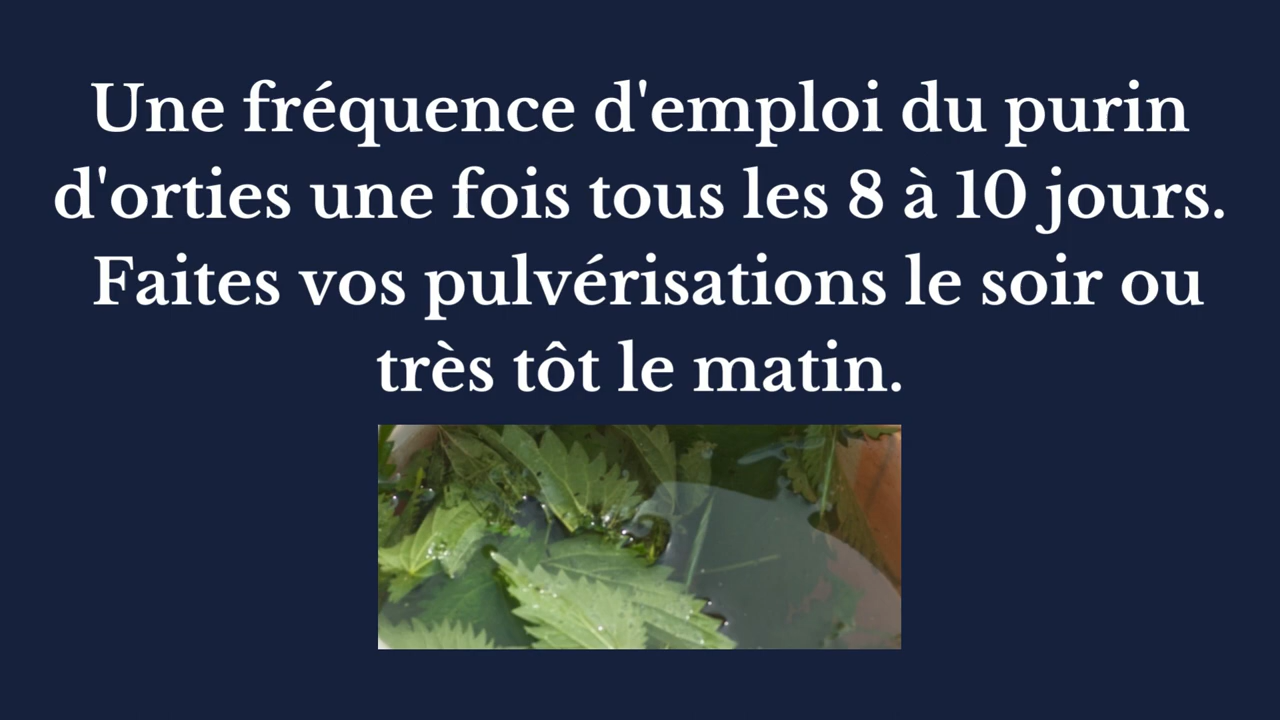 Une fréquence d'emploi du purin
d'orties une fois tous les 8 à 10 jours.
Faites vos pulvérisations le soir ou
très tôt le matin.